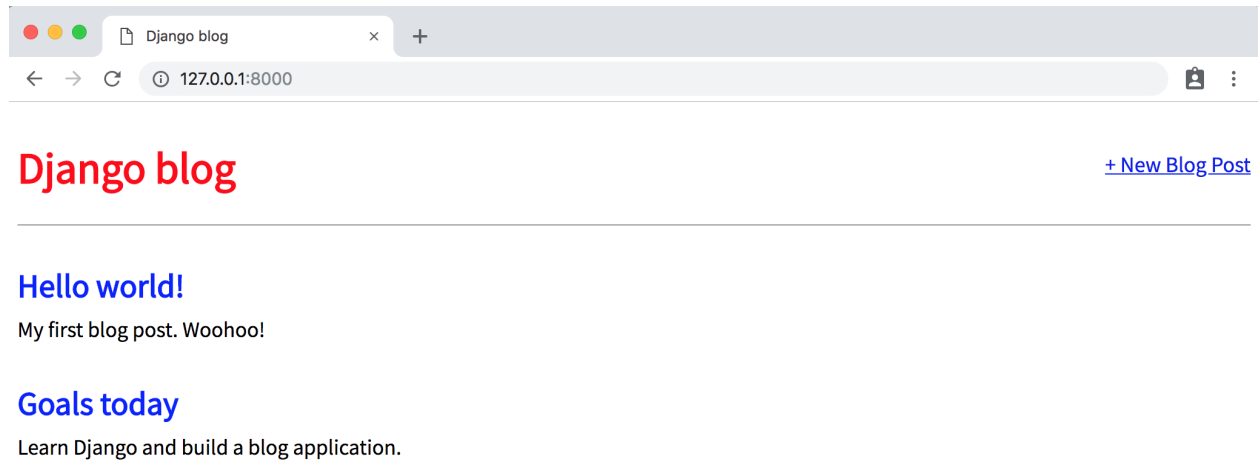 Django blog
127.0.0.1:8000
Django blog
+ New Blog Post
Hello world!
My first blog post. Woohoo!
Goals today
Learn Django and build a blog application.